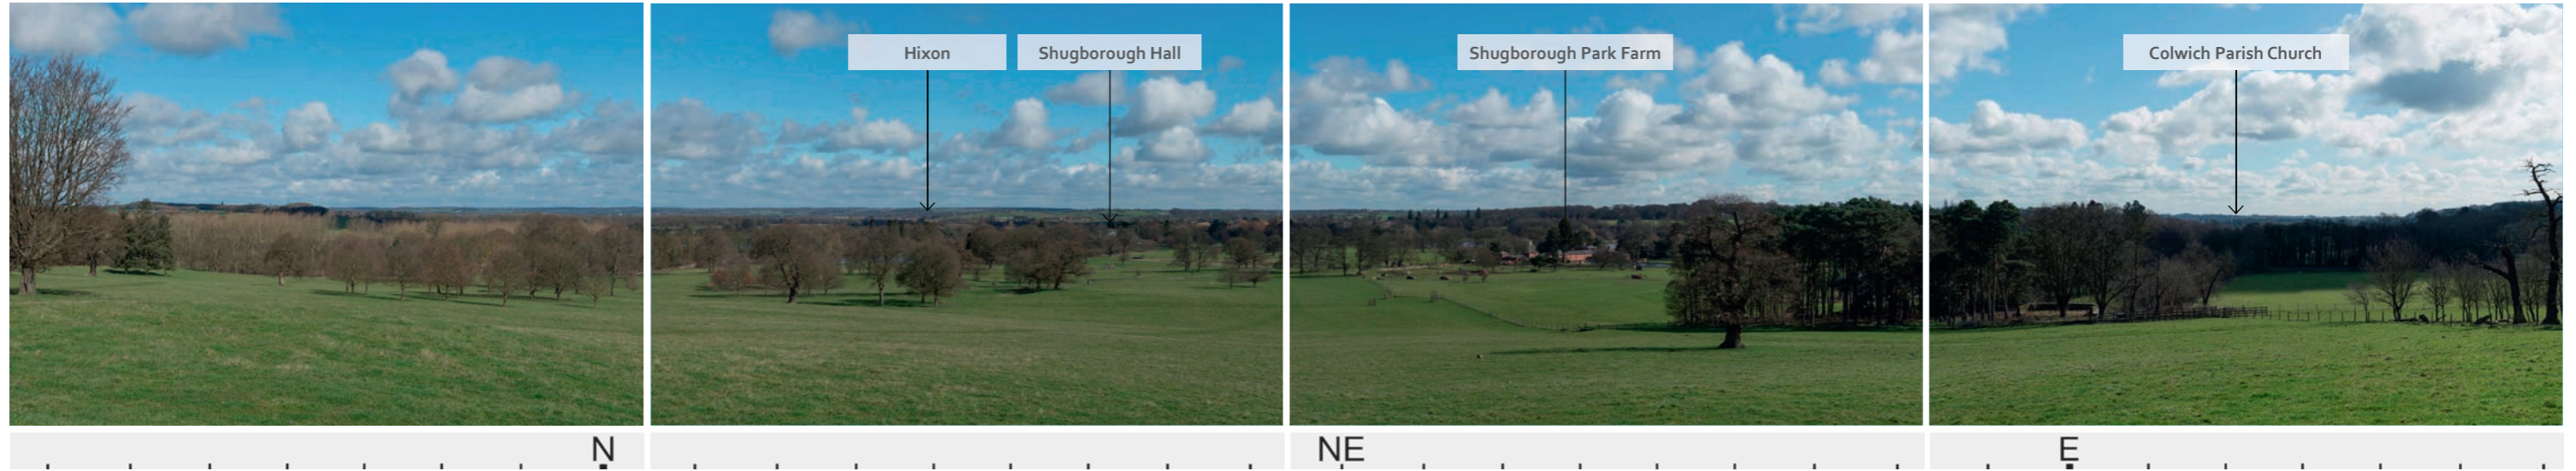 Hixon
Shugborough Hall
Shugborough Park Farm
Colwich Parish Church
N
NE
E